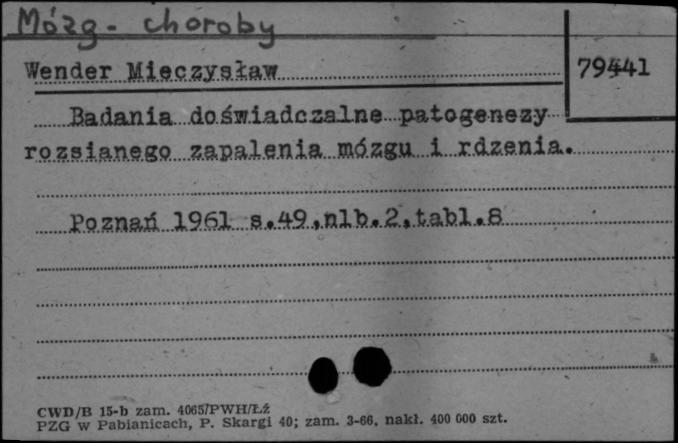 Mózg - choroby
Wender Mieczysław
79441
Badania doświadczalne patogenezy
rozsianego zapalenia mózgu i rdzenia.
Poznań 1961 s.49,nlb.2,tabl.8
CWD/B 15-b zam. 4065/PWH/Łź
PZG w Pabianicach, P. Skargi 40; zam. 3-66, nakł. 400 000 szt.